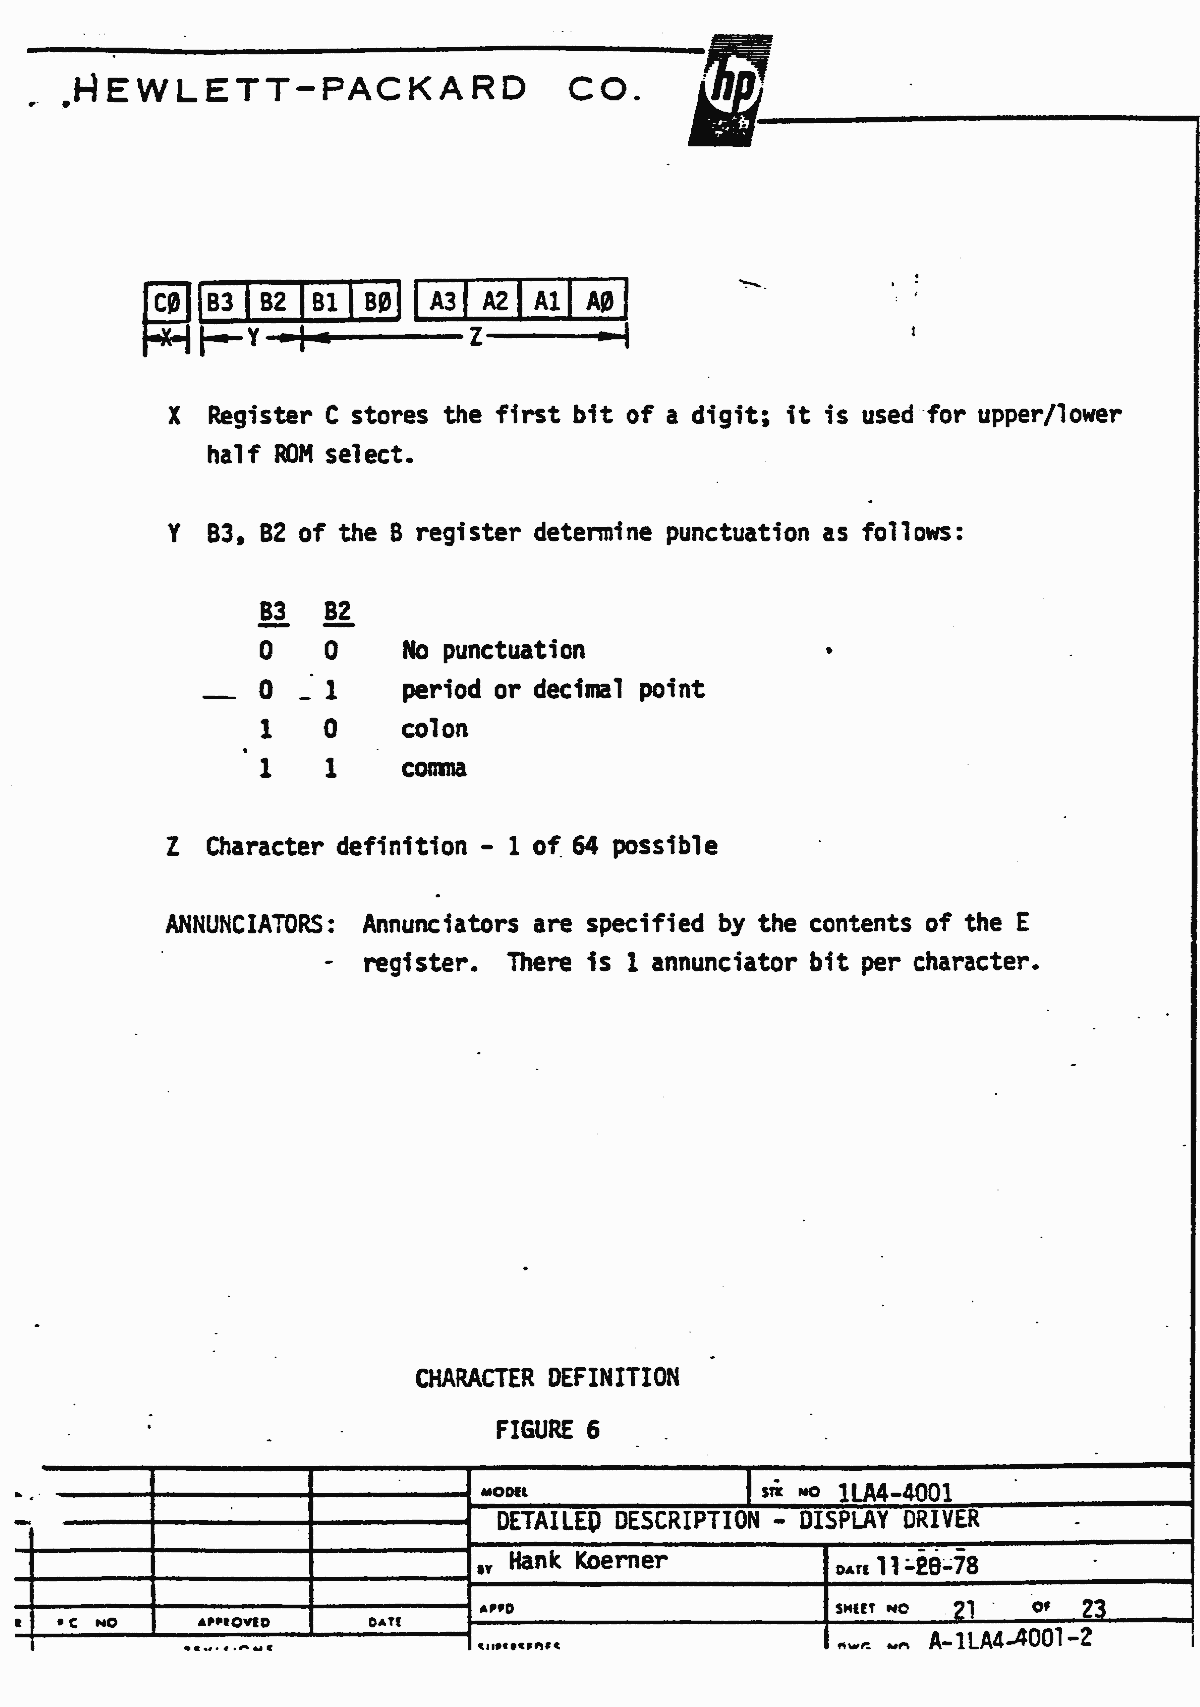 HEWLETT-PACKARD CO.
hp
CØ B3 B2 B1 BØ A3 A2 A1 AØ
X Y Z
X Register C stores the first bit of a digit; it is used for upper/lower
half ROM select.
Y B3, B2 of the B register determine punctuation as follows:
B3 B2
0 0 No punctuation
0 1 period or decimal point
1 0 colon
1 1 comma
Z Character definition - 1 of 64 possible
ANNUNCIATORS: Annunciators are specified by the contents of the E
register. There is 1 annunciator bit per character.
CHARACTER DEFINITION
FIGURE 6
MODEL STK NO 1LA4-4001
DETAILED DESCRIPTION - DISPLAY DRIVER
BY Hank Koerner DATE
APPD SHEET NO 21 OF 23
PC NO APPROVED DATE
REVISIONS SUPERSEDES DWG NO A-1LA4-4001-2